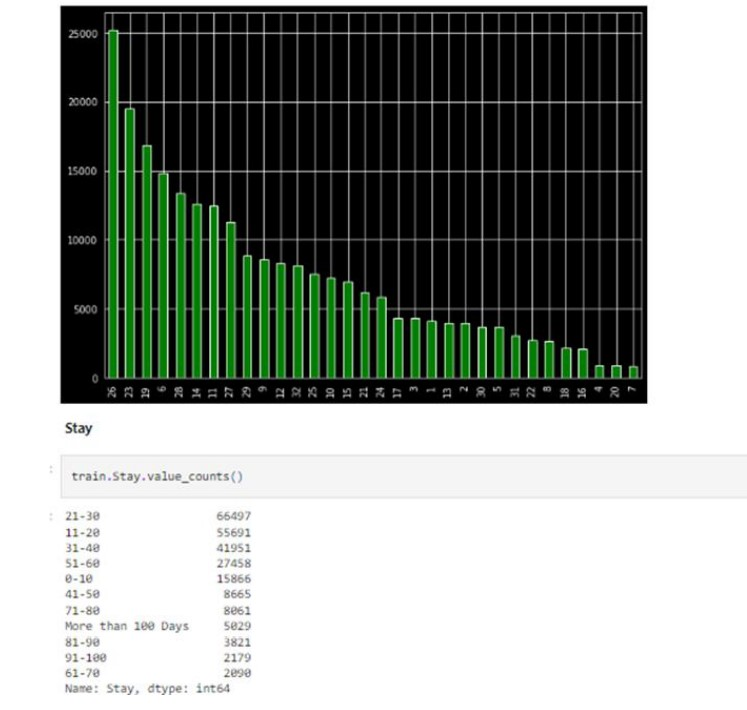 25000
20000
15000
10000
5000
0
26 23 19 6 28 14 11 27 29 9 12 32 25 10 15 21 24 17 3 1 13 2 30 5 31 22 8 18 16 4 20 7
Stay
: train.Stay.value_counts()
: 21-30 66497
11-20 55691
31-40 41951
51-60 27458
0-10 15866
41-50 8665
71-80 8061
More than 100 Days 5029
81-90 3821
91-100 2179
61-70 2090
Name: Stay, dtype: int64